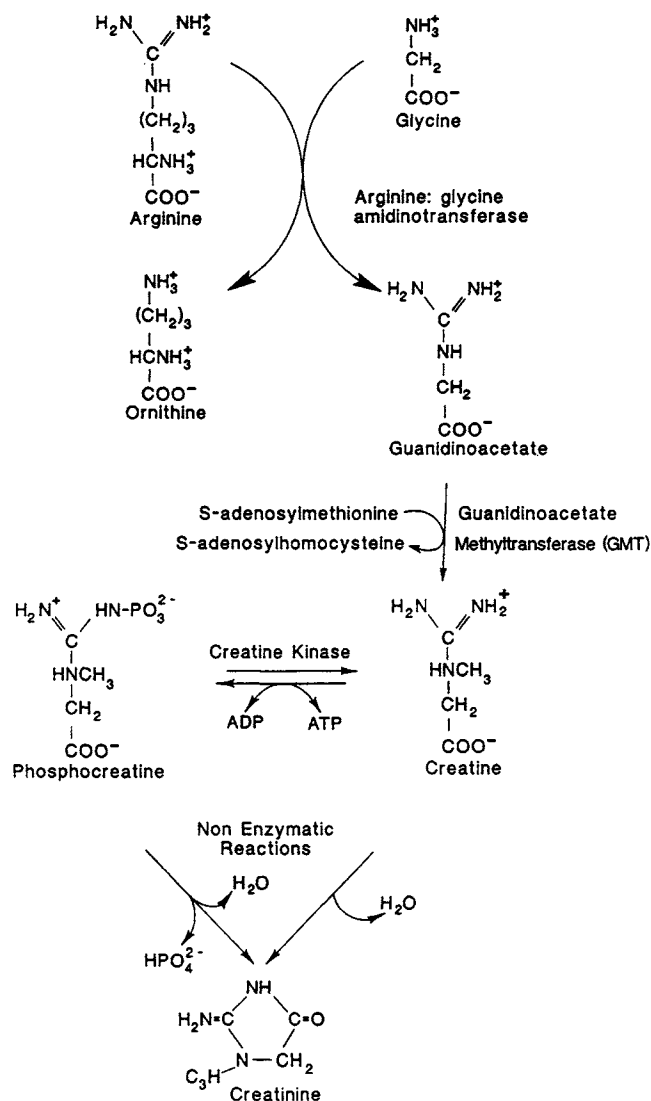 H₂N NH₂⁺
C
NH
(CH₂)₃
HCNH₃⁺
COO⁻
Arginine
NH₃⁺
CH₂
COO⁻
Glycine
Arginine: glycine
amidinotransferase
NH₃⁺
(CH₂)₃
HCNH₃⁺
COO⁻
Ornithine
H₂N NH₂⁺
C
NH
CH₂
COO⁻
Guanidinoacetate
S-adenosylmethionine
S-adenosylhomocysteine
Guanidinoacetate
Methyltransferase (GMT)
H₂N⁺ HN-PO₃²⁻
C
HNCH₃
CH₂
COO⁻
Phosphocreatine
Creatine Kinase
ADP ATP
H₂N NH₂⁺
C
HNCH₃
CH₂
COO⁻
Creatine
Non Enzymatic
Reactions
H₂O
HPO₄²⁻
H₂O
NH
H₂N=C C=O
N—CH₂
C₃H
Creatinine